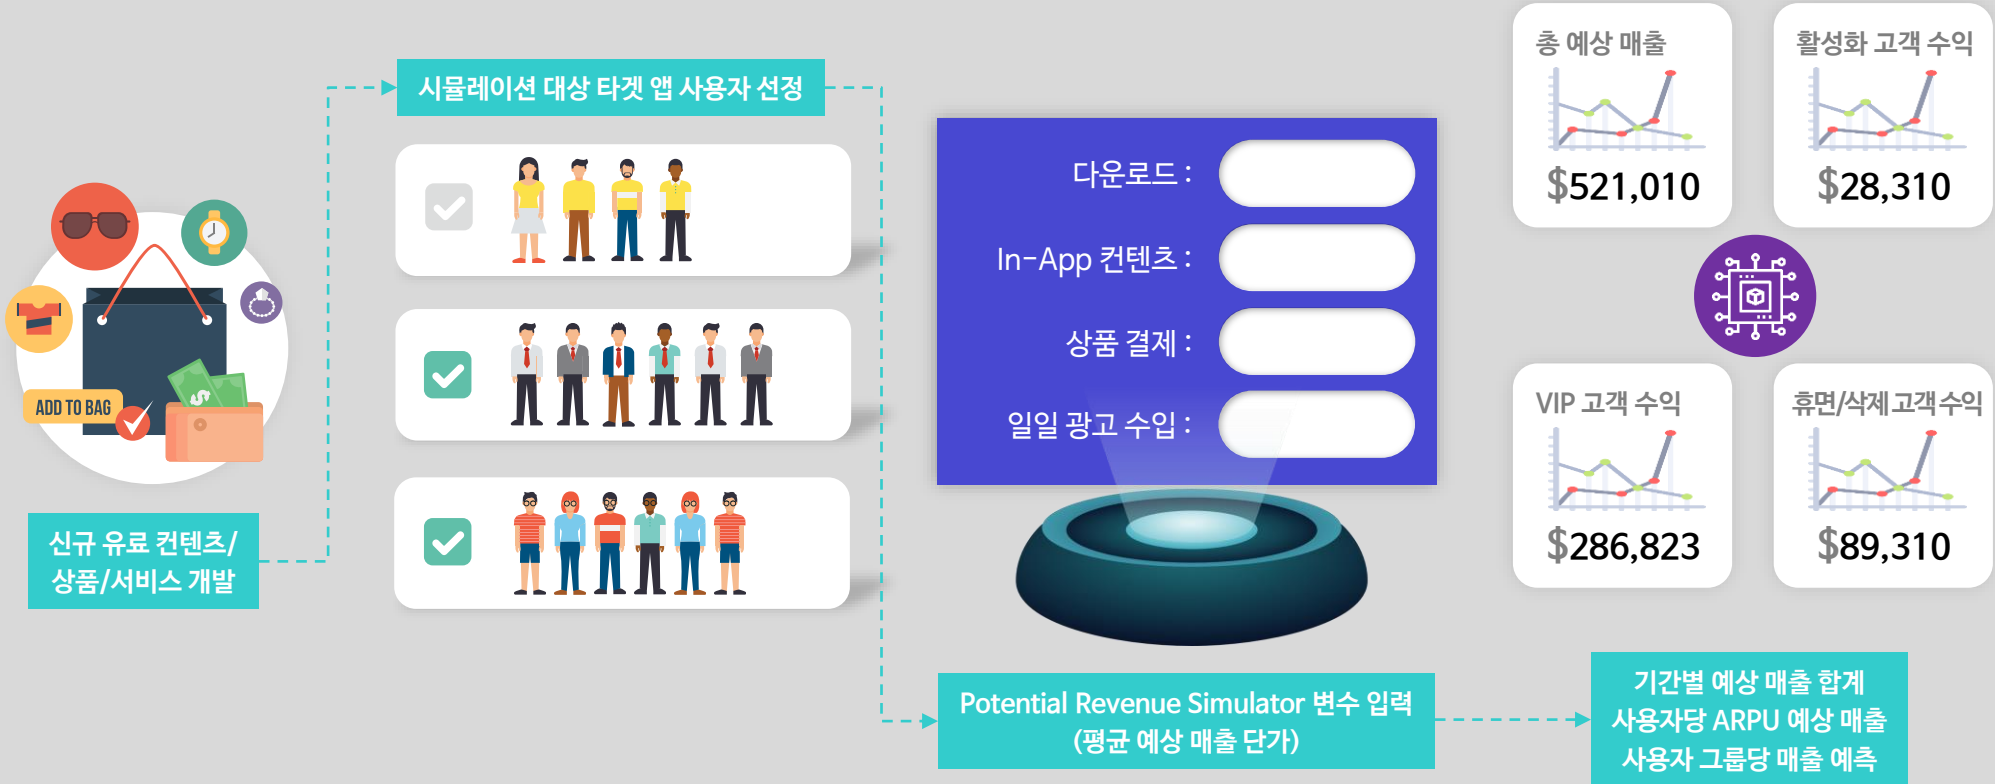 ADD TO BAG
신규 유료 컨텐츠/
상품/서비스 개발
시뮬레이션 대상 타겟 앱 사용자 선정
다운로드 :
In-App 컨텐츠 :
상품 결제 :
일일 광고 수입 :
Potential Revenue Simulator 변수 입력
(평균 예상 매출 단가)
총 예상 매출
$521,010
활성화 고객 수익
$28,310
VIP 고객 수익
$286,823
휴면/삭제 고객 수익
$89,310
기간별 예상 매출 합계
사용자당 ARPU 예상 매출
사용자 그룹당 매출 예측